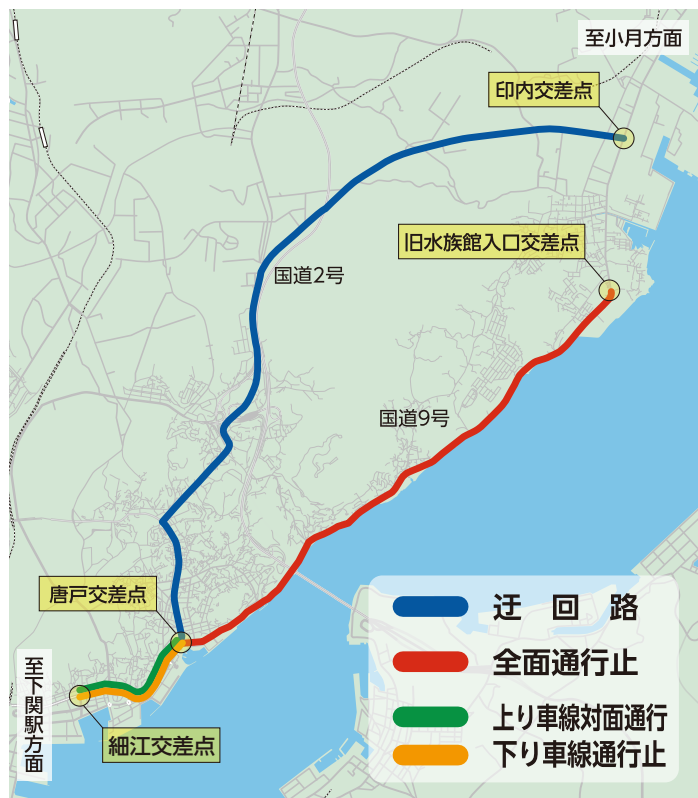 至小月方面
印内交差点
旧水族館入口交差点
国道2号
国道9号
唐戸交差点
至下関駅方面
細江交差点
迂回路
全面通行止
上り車線対面通行
下り車線通行止